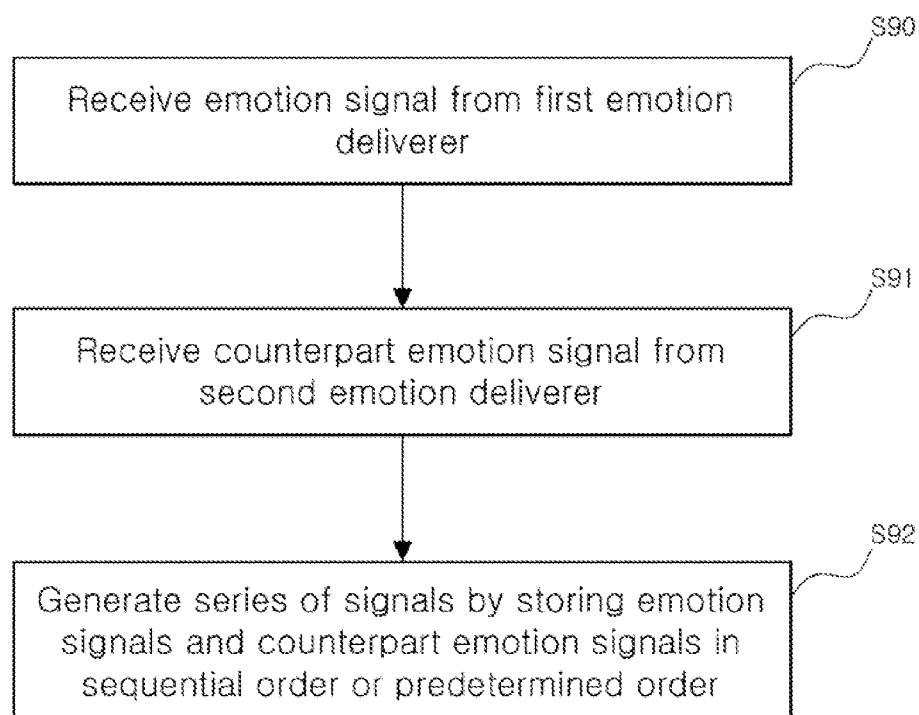 S90
Receive emotion signal from first emotion
deliverer
S91
Receive counterpart emotion signal from
second emotion deliverer
S92
Generate series of signals by storing emotion
signals and counterpart emotion signals in
sequential order or predetermined order